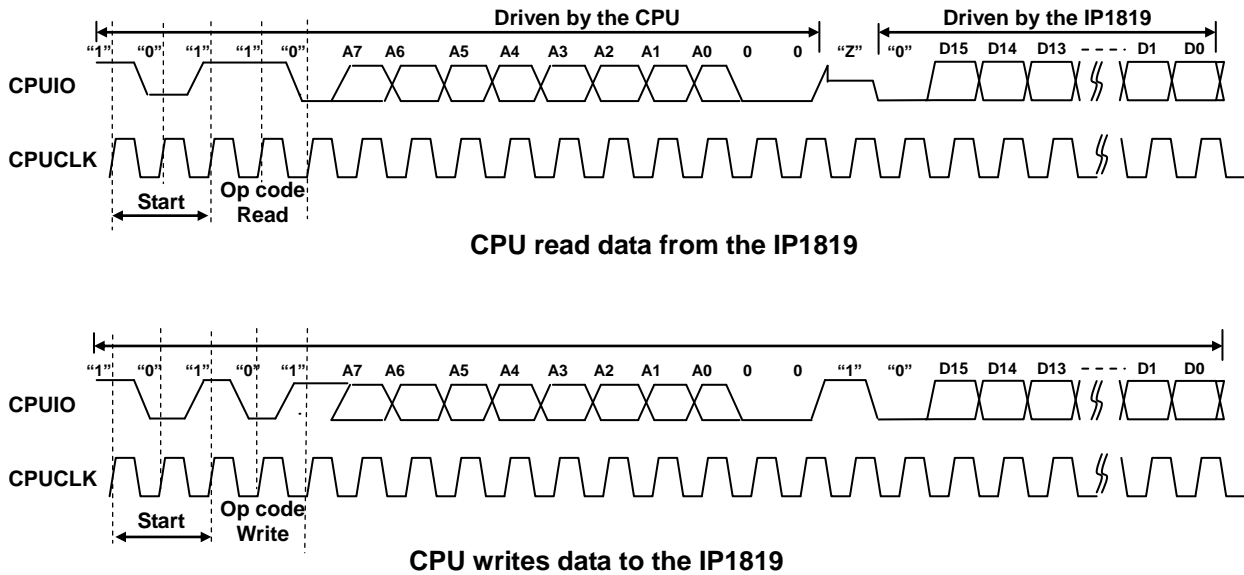 Driven by the CPU Driven by the IP1819
“1” “0” “1” “1” “0” A7 A6 A5 A4 A3 A2 A1 A0 0 0 “Z” “0” D15 D14 D13 - - - - - D1 D0
CPUIO
CPUCLK
Start Op code
Read
CPU read data from the IP1819
“1” “0” “1” “0” “1” A7 A6 A5 A4 A3 A2 A1 A0 0 0 “1” “0” D15 D14 D13 - - - - - D1 D0
CPUIO
CPUCLK
Start Op code
Write
CPU writes data to the IP1819